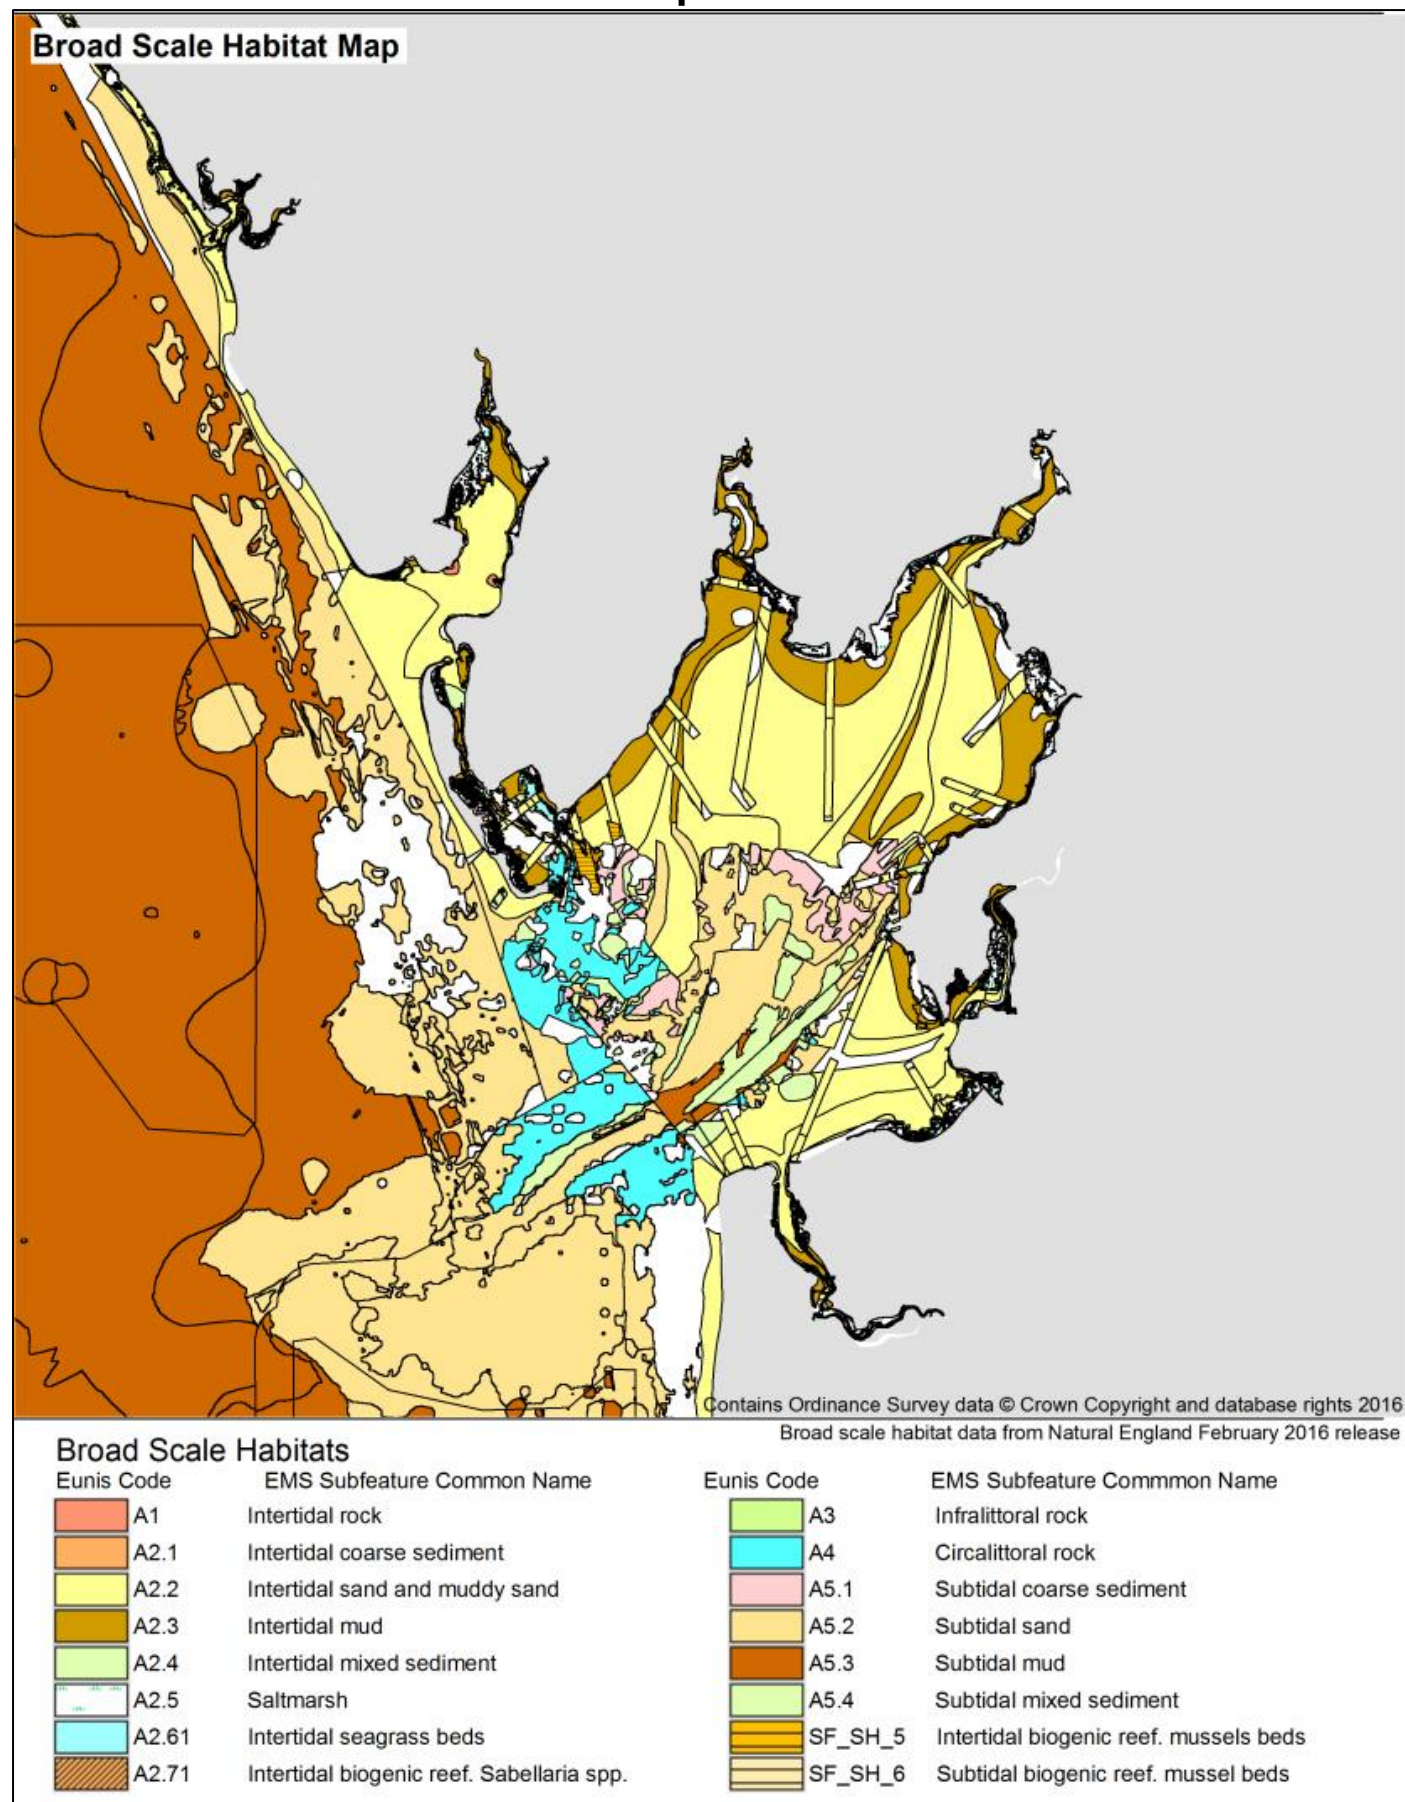 Broad Scale Habitat Map
Contains Ordinance Survey data © Crown Copyright and database rights 2016
Broad scale habitat data from Natural England February 2016 release
Broad Scale Habitats
Eunis Code EMS Subfeature Common Name
A1 Intertidal rock
A2.1 Intertidal coarse sediment
A2.2 Intertidal sand and muddy sand
A2.3 Intertidal mud
A2.4 Intertidal mixed sediment
A2.5 Saltmarsh
A2.61 Intertidal seagrass beds
A2.71 Intertidal biogenic reef. Sabellaria spp.
Eunis Code EMS Subfeature Commmon Name
A3 Infralittoral rock
A4 Circalittoral rock
A5.1 Subtidal coarse sediment
A5.2 Subtidal sand
A5.3 Subtidal mud
A5.4 Subtidal mixed sediment
SF_SH_5 Intertidal biogenic reef. mussels beds
SF_SH_6 Subtidal biogenic reef. mussel beds